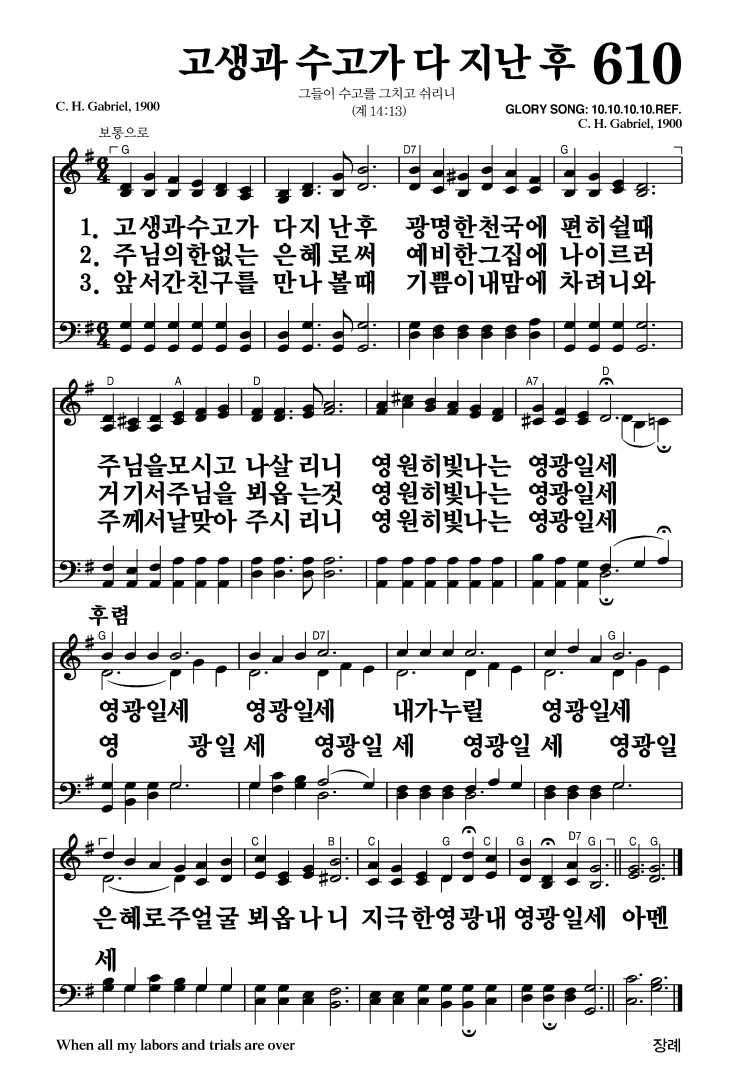 고생과 수고가 다 지난 후 610
그들이 수고를 그치고 쉬리니
(계 14:13)
C. H. Gabriel, 1900
GLORY SONG: 10.10.10.10.REF.
C. H. Gabriel, 1900
보통으로
G D7 G
1. 고생과수고가 다지 난후 광명한천국에 편히쉴때
2. 주님의한없는 은혜로써 예비한그집에 나이르러
3. 앞서간친구를 만나 볼때 기쁨이내맘에 차려니와
D A D A7 D
주님을모시고 나살 리니 영원히빛나는 영광일세
거기서주님을 뵈옵 는것 영원히빛나는 영광일세
주께서날맞아 주시 리니 영원히빛나는 영광일세
후렴
G D7 G
영광일세 영광일세 내가누릴 영광일세
영 광일 세 영광일 세 영광일 세 영광일
C B C G C G D7 G C G
은혜로주얼굴 뵈옵나니 지극한영광내 영광일세 아멘
세
When all my labors and trials are over
장례